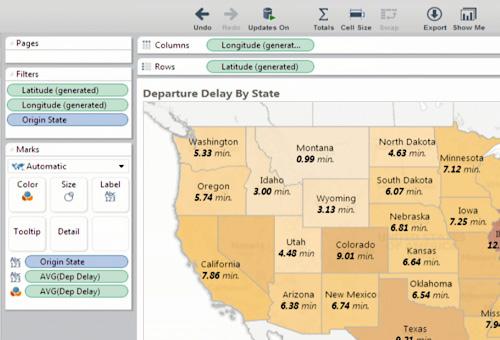 Undo Redo Updates On Totals Cell Size Swap Export Show Me
Pages
Columns Longitude (generat...
Rows Latitude (generated)
Filters
Latitude (generated)
Longitude (generated)
Origin State
Departure Delay By State
Marks
Automatic
Color Size Label
Tooltip Detail
Origin State
AVG(Dep Delay)
AVG(Dep Delay)
Washington
5.33 min.
Montana
0.99 min.
North Dakota
4.63 min.
Minnesota
7.12 min.
Oregon
5.74 min.
Idaho
3.00 min.
Wyoming
3.13 min.
South Dakota
6.07 min.
Nebraska
6.81 min.
Iowa
7.25 min.
12.
Utah
4.48 min.
Colorado
9.01 min.
Kansas
6.64 min.
California
7.86 min.
Arizona
6.38 min.
New Mexico
6.74 min.
Oklahoma
6.54 min.
Texas
9.21 min.
Miss
7.94